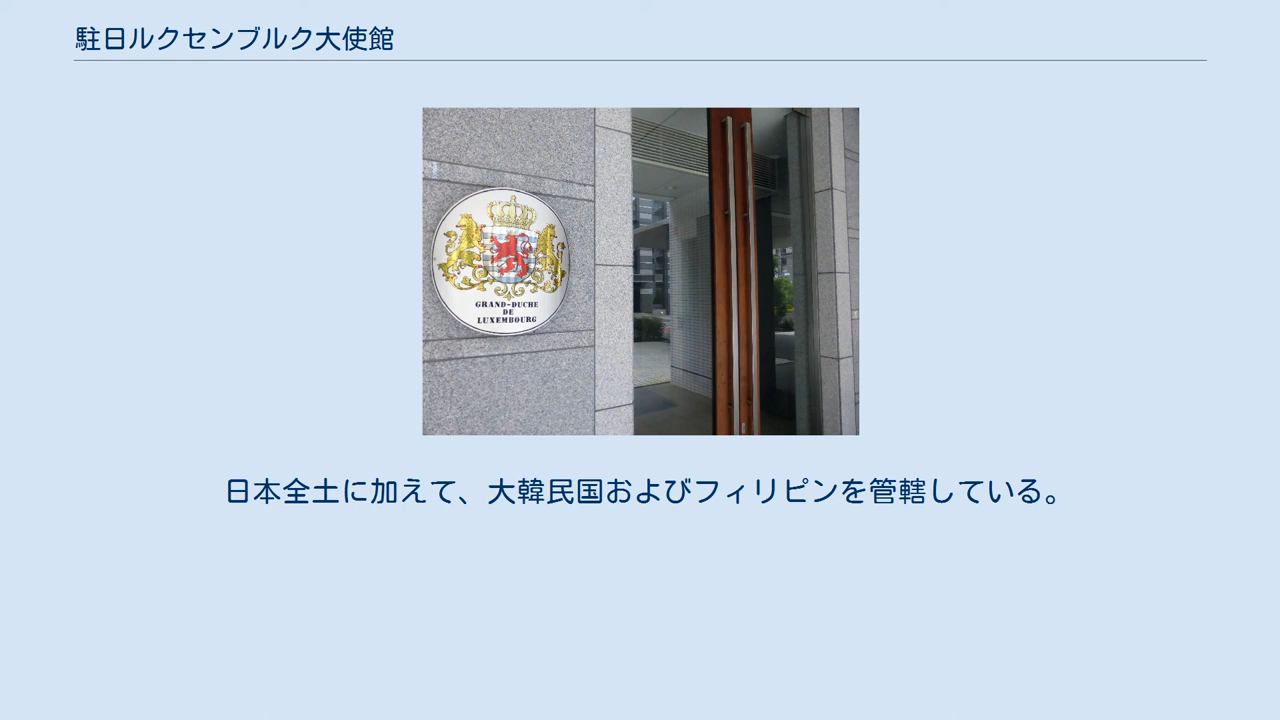 駐日ルクセンブルク大使館
GRAND-DUCHE
DE
LUXEMBOURG
日本全土に加えて、大韓民国およびフィリピンを管轄している。